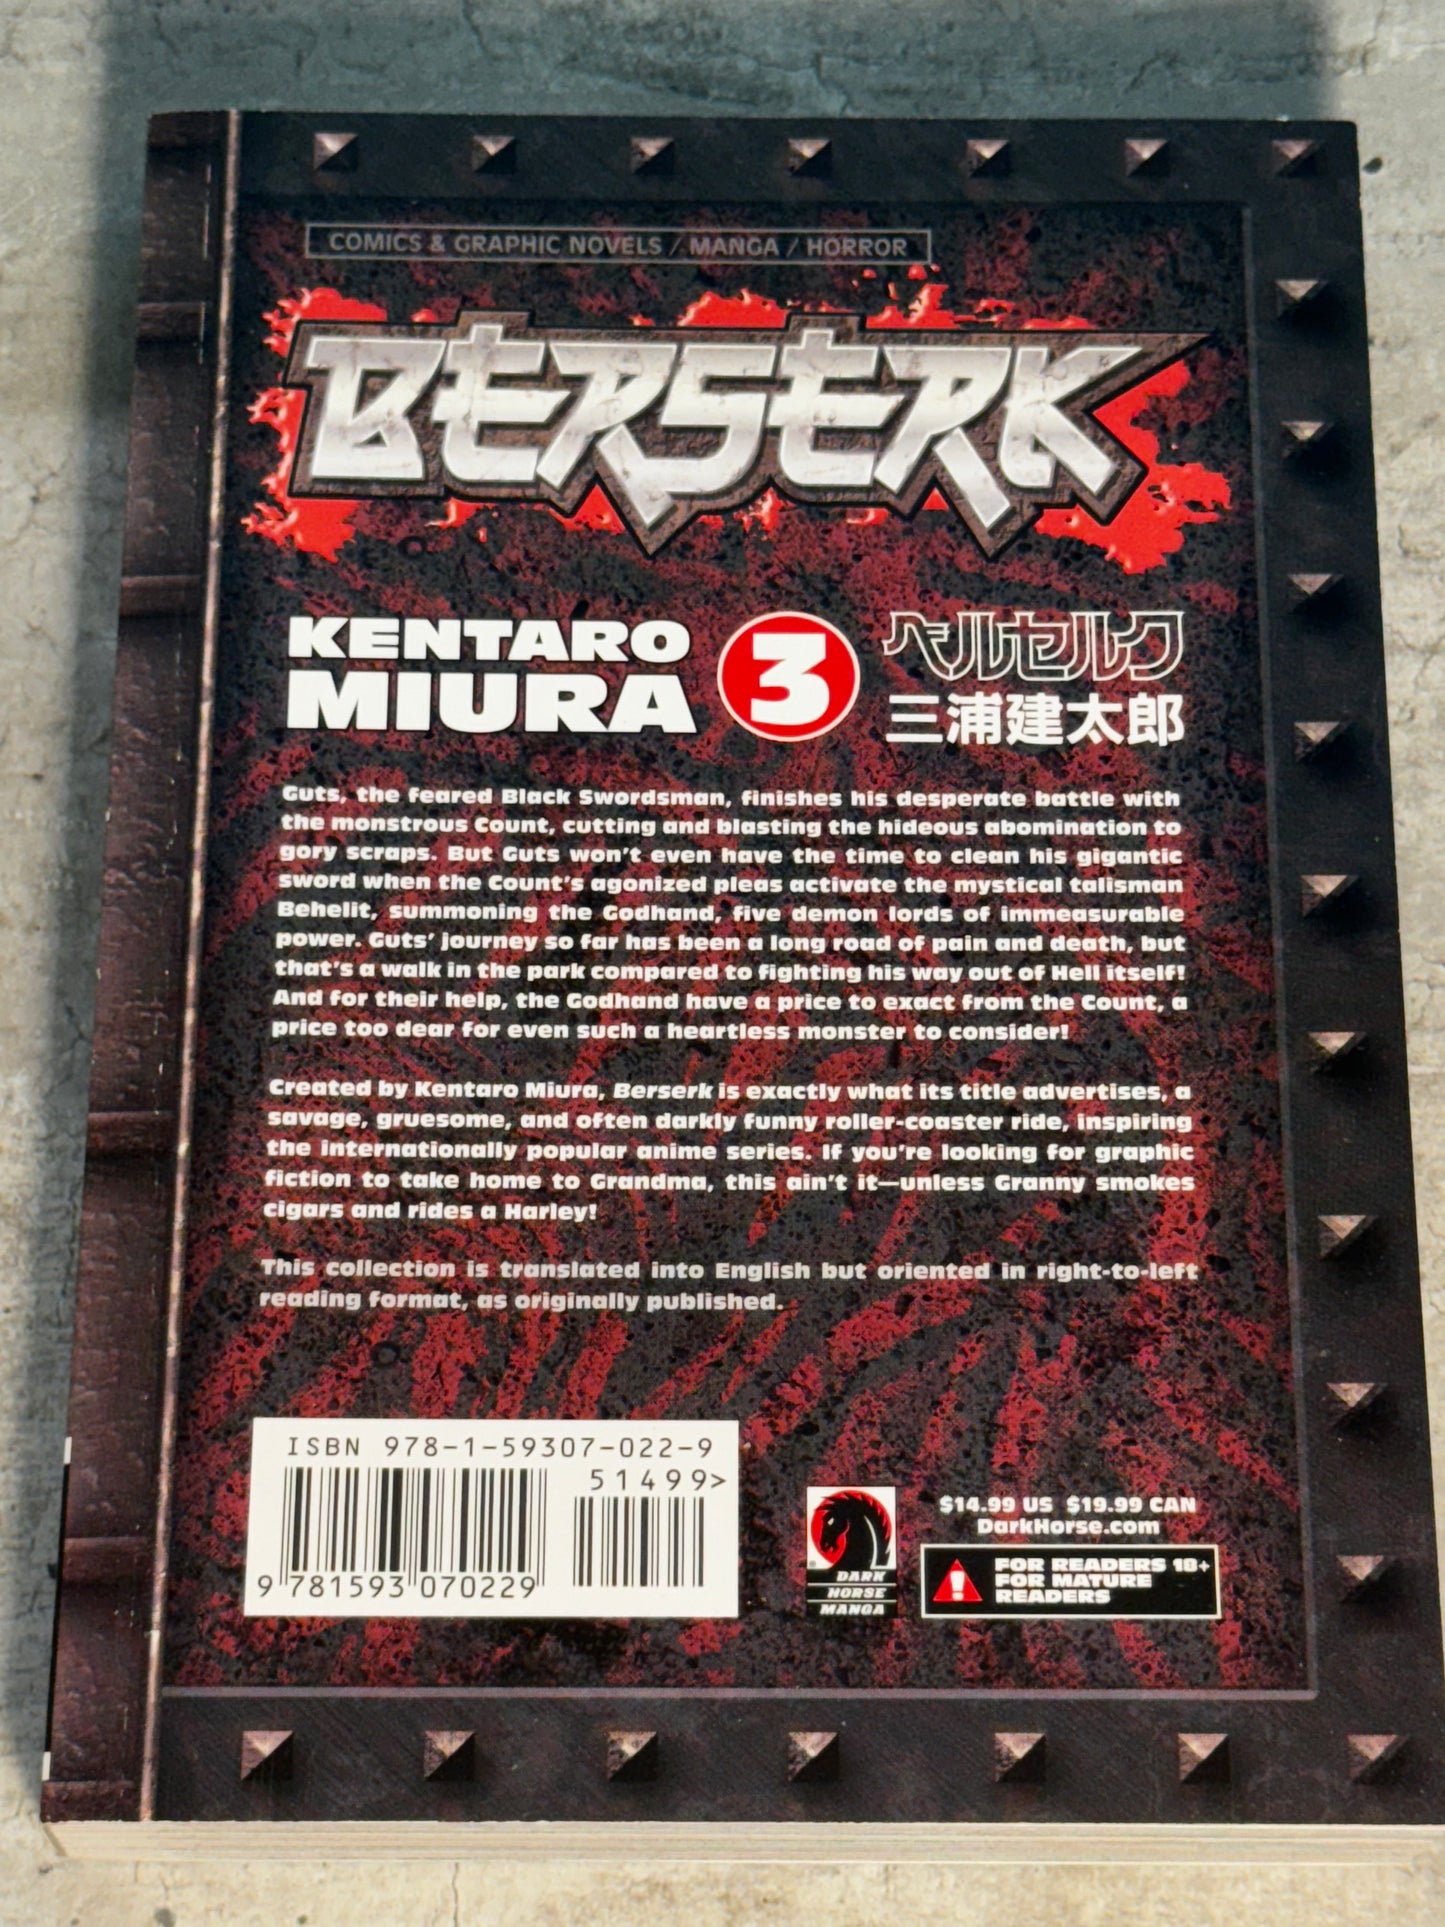 COMICS & GRAPHIC NOVELS / MANGA / HORROR
BERSERK
KENTARO
MIURA
3
ベルセルク
三浦建太郎
Guts, the feared Black Swordsman, finishes his desperate battle with
the monstrous Count, cutting and blasting the hideous abomination to
gory scraps. But Guts won't even have the time to clean his gigantic
sword when the Count's agonized pleas activate the mystical talisman
Behelit, summoning the Godhand, five demon lords of immeasurable
power. Guts' journey so far has been a long road of pain and death, but
that's a walk in the park compared to fighting his way out of Hell itself!
And for their help, the Godhand have a price to exact from the Count, a
price too dear for even such a heartless monster to consider!
Created by Kentaro Miura, Berserk is exactly what its title advertises, a
savage, gruesome, and often darkly funny roller-coaster ride, inspiring
the internationally popular anime series. If you're looking for graphic
fiction to take home to Grandma, this ain't it—unless Granny smokes
cigars and rides a Harley!
This collection is translated into English but oriented in right-to-left
reading format, as originally published.
ISBN 978-1-59307-022-9
51499>
9 781593 070229
DARK
HORSE
MANGA
$14.99 US $19.99 CAN
DarkHorse.com
FOR READERS 18+
FOR MATURE
READERS